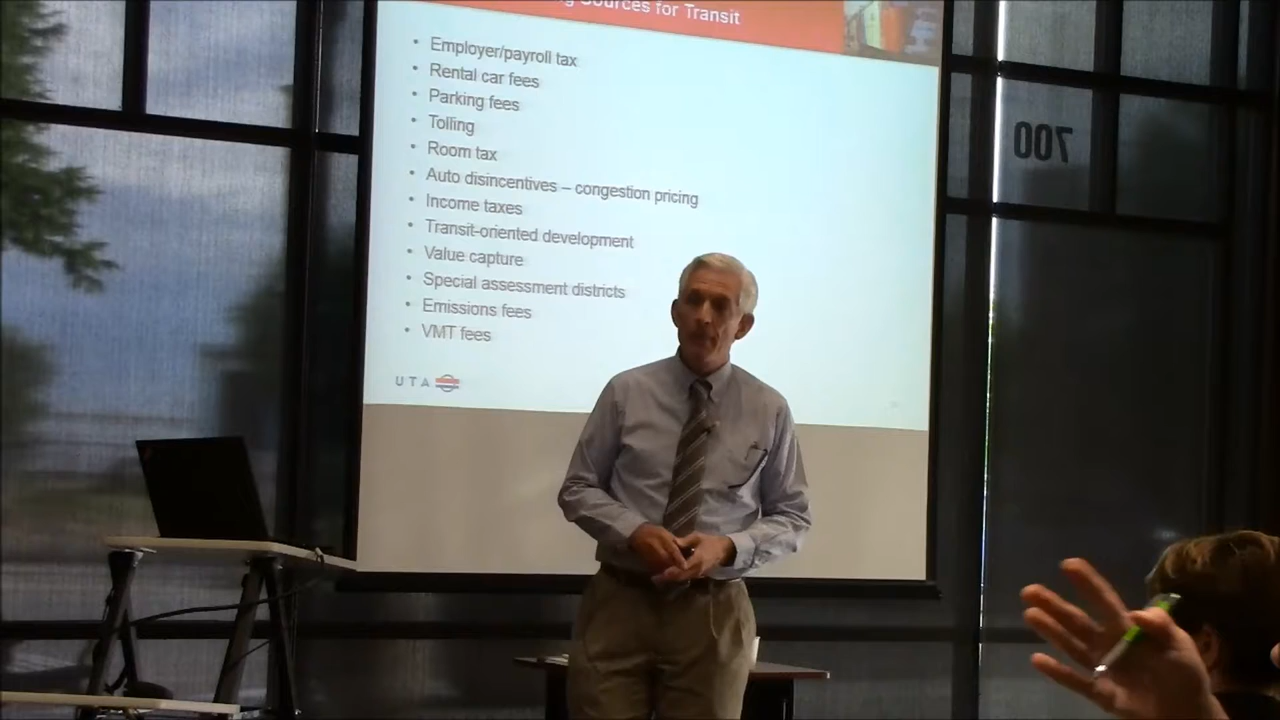 Sources for Transit
• Employer/payroll tax
• Rental car fees
• Parking fees
• Tolling
• Room tax
• Auto disincentives – congestion pricing
• Income taxes
• Transit-oriented development
• Value capture
• Special assessment districts
• Emissions fees
• VMT fees
UTA
700